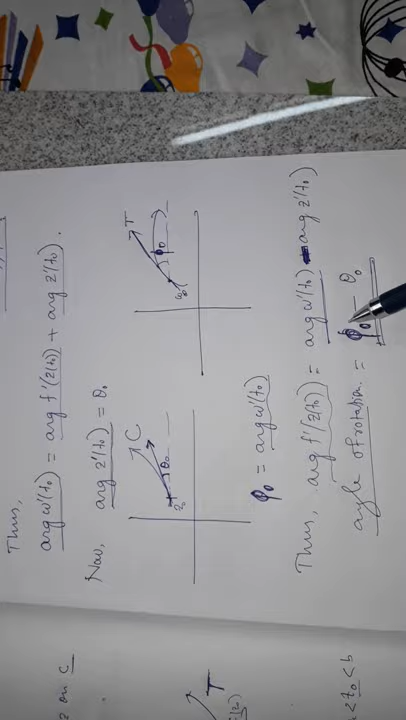 Thus,
arg w'(t₀) = arg f'(z(t₀)) + arg z'(t₀).
Now, arg z'(t₀) = θ₀
C
z₀
θ₀
T
w₀
φ₀
φ₀ = arg w'(t₀)
Thus, arg f'(z(t₀)) = arg w'(t₀) - arg z'(t₀)
angle of rotation = φ₀ - θ₀
on C
T
(z₀)
< t₀ < b